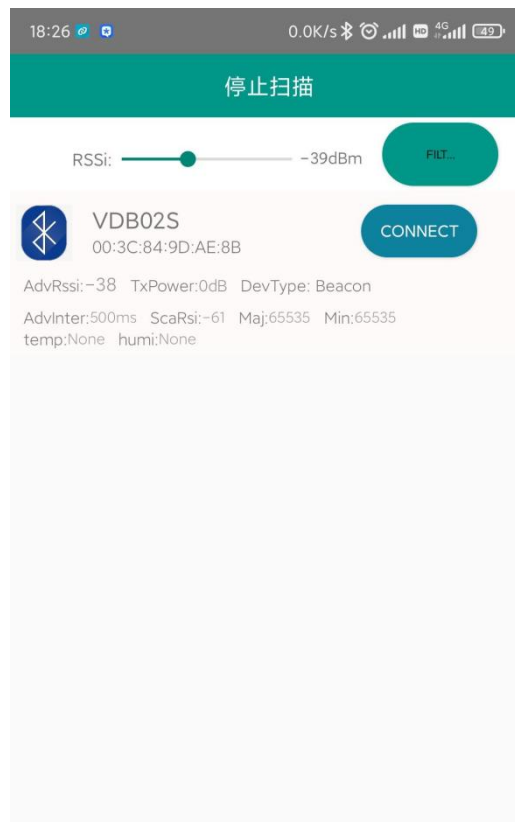 18:26 0.0K/s HD 4G 49
停止扫描
RSSi: -39dBm FILT...
VDB02S
00:3C:84:9D:AE:8B
CONNECT
AdvRssi:-38 TxPower:0dB DevType: Beacon
AdvInter:500ms ScaRsi:-61 Maj:65535 Min:65535
temp:None humi:None